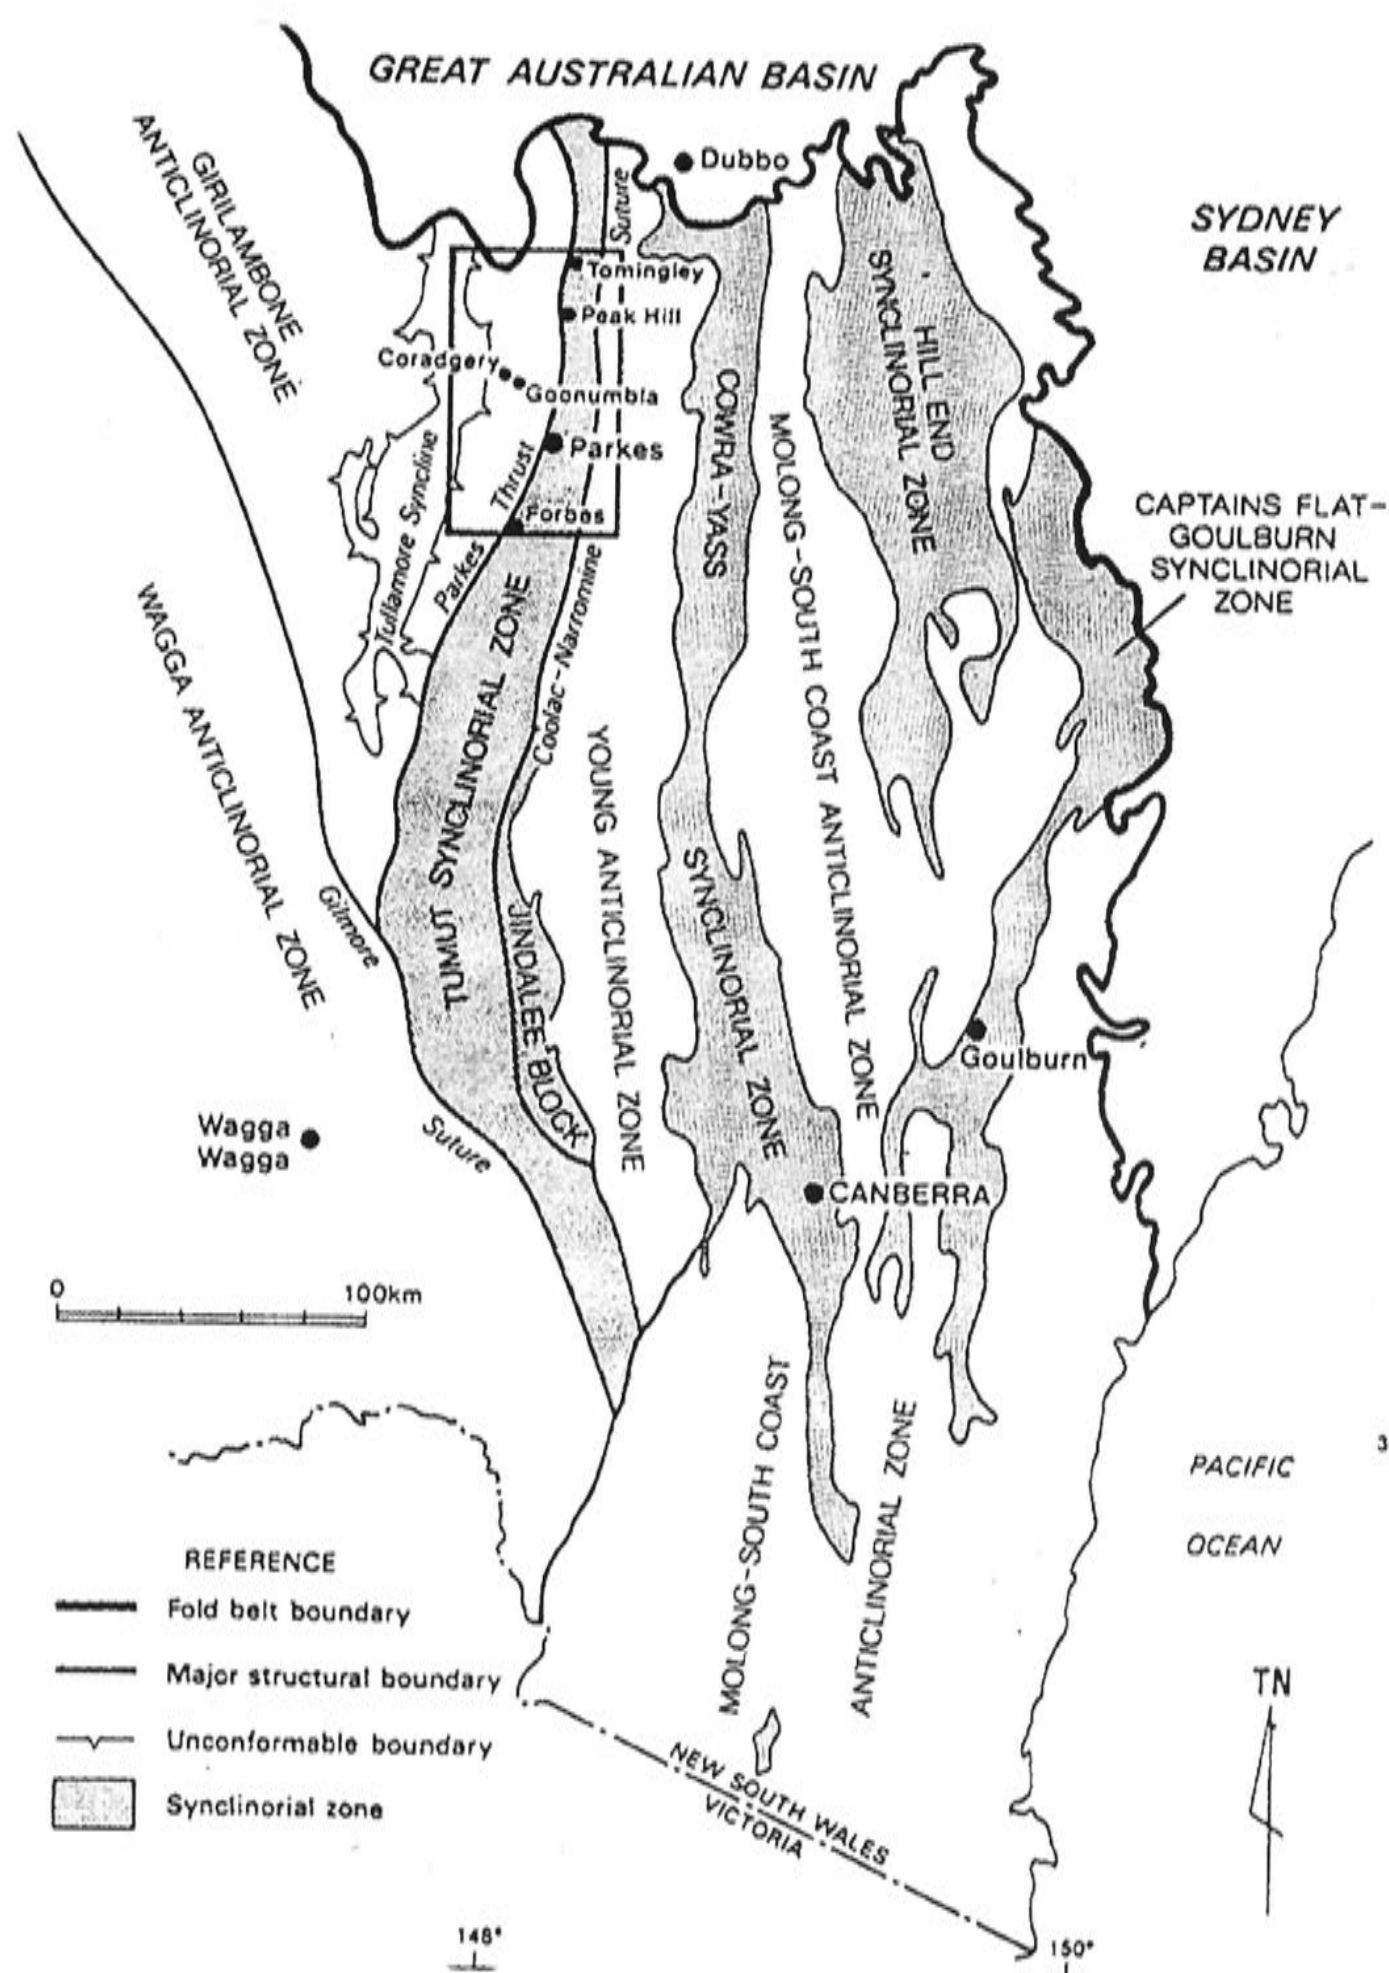 GREAT AUSTRALIAN BASIN
GIRILAMBONE
ANTICLINORIAL ZONE
Dubbo
Suture
SYDNEY
BASIN
Tomingley
Peak Hill
Coradgery
Goonumbla
Parkes
Thrust
Forbes
Parkes
Tullamore Syncline
COWRA-YASS
SYNCLINORIAL ZONE
MOLONG-SOUTH COAST ANTICLINORIAL ZONE
HILL END
SYNCLINORIAL ZONE
CAPTAINS FLAT-
GOULBURN
SYNCLINORIAL
ZONE
WAGGA ANTICLINORIAL ZONE
TUMUT SYNCLINORIAL ZONE
Coolac-Narromine
YOUNG ANTICLINORIAL ZONE
JINDALEE BLOCK
Gilmore
Suture
Goulburn
Wagga
Wagga
CANBERRA
0 100km
MOLONG-SOUTH COAST
ANTICLINORIAL ZONE
PACIFIC
OCEAN
3
REFERENCE
Fold belt boundary
Major structural boundary
Unconformable boundary
Synclinorial zone
NEW SOUTH WALES
VICTORIA
TN
148°
150°